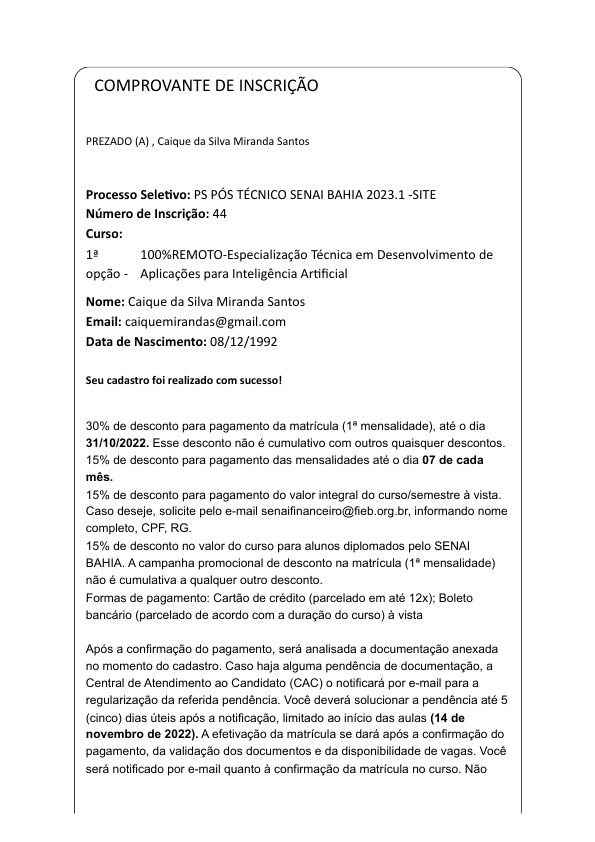 COMPROVANTE DE INSCRIÇÃO
PREZADO (A) , Caique da Silva Miranda Santos
Processo Seletivo: PS PÓS TÉCNICO SENAI BAHIA 2023.1 -SITE
Número de Inscrição: 44
Curso:
1ª 100%REMOTO-Especialização Técnica em Desenvolvimento de
opção - Aplicações para Inteligência Artificial
Nome: Caique da Silva Miranda Santos
Email: caiquemirandas@gmail.com
Data de Nascimento: 08/12/1992
Seu cadastro foi realizado com sucesso!
30% de desconto para pagamento da matrícula (1ª mensalidade), até o dia
31/10/2022. Esse desconto não é cumulativo com outros quaisquer descontos.
15% de desconto para pagamento das mensalidades até o dia 07 de cada
mês.
15% de desconto para pagamento do valor integral do curso/semestre à vista.
Caso deseje, solicite pelo e-mail senaifinanceiro@fieb.org.br, informando nome
completo, CPF, RG.
15% de desconto no valor do curso para alunos diplomados pelo SENAI
BAHIA. A campanha promocional de desconto na matrícula (1ª mensalidade)
não é cumulativa a qualquer outro desconto.
Formas de pagamento: Cartão de crédito (parcelado em até 12x); Boleto
bancário (parcelado de acordo com a duração do curso) à vista
Após a confirmação do pagamento, será analisada a documentação anexada
no momento do cadastro. Caso haja alguma pendência de documentação, a
Central de Atendimento ao Candidato (CAC) o notificará por e-mail para a
regularização da referida pendência. Você deverá solucionar a pendência até 5
(cinco) dias úteis após a notificação, limitado ao início das aulas (14 de
novembro de 2022). A efetivação da matrícula se dará após a confirmação do
pagamento, da validação dos documentos e da disponibilidade de vagas. Você
será notificado por e-mail quanto à confirmação da matrícula no curso. Não